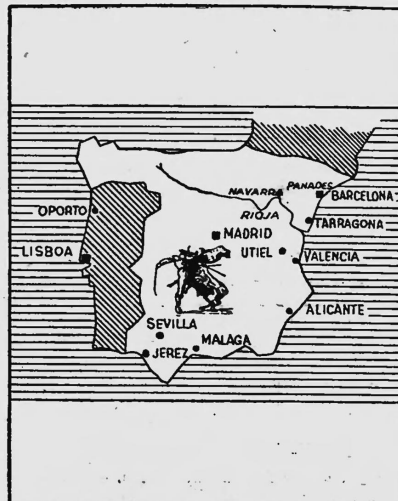 NAVARRA PANADES
BARCELONA
OPORTO
RIOJA
TARRAGONA
MADRID
LISBOA
UTIEL
VALENCIA
ALICANTE
SEVILLA
MALAGA
JEREZ